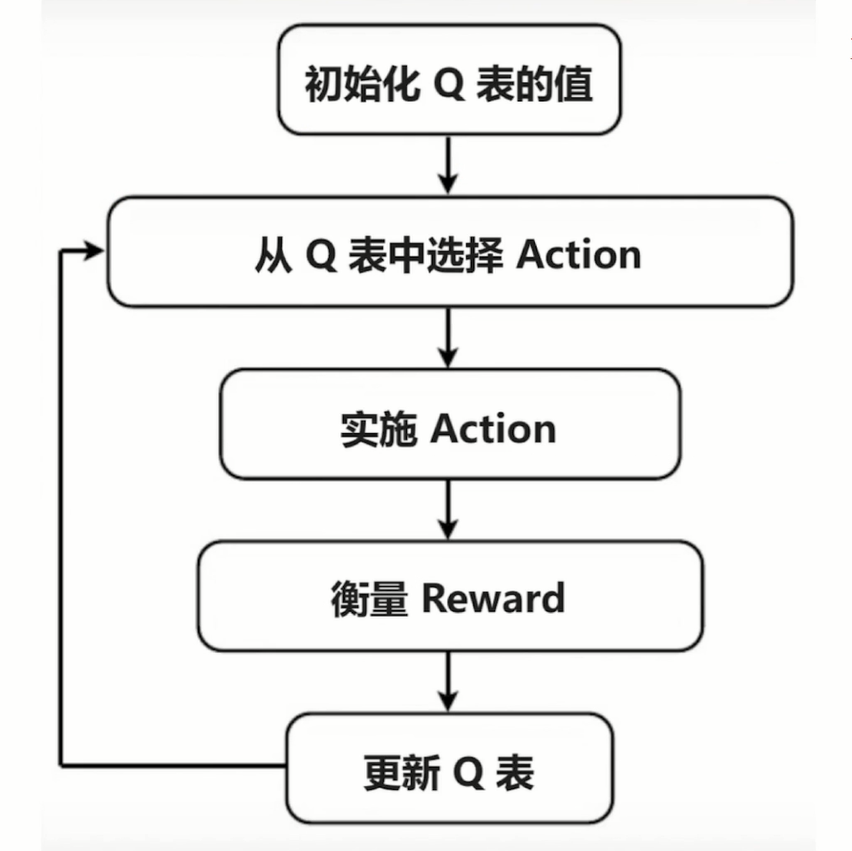 初始化 Q 表的值
从 Q 表中选择 Action
实施 Action
衡量 Reward
更新 Q 表